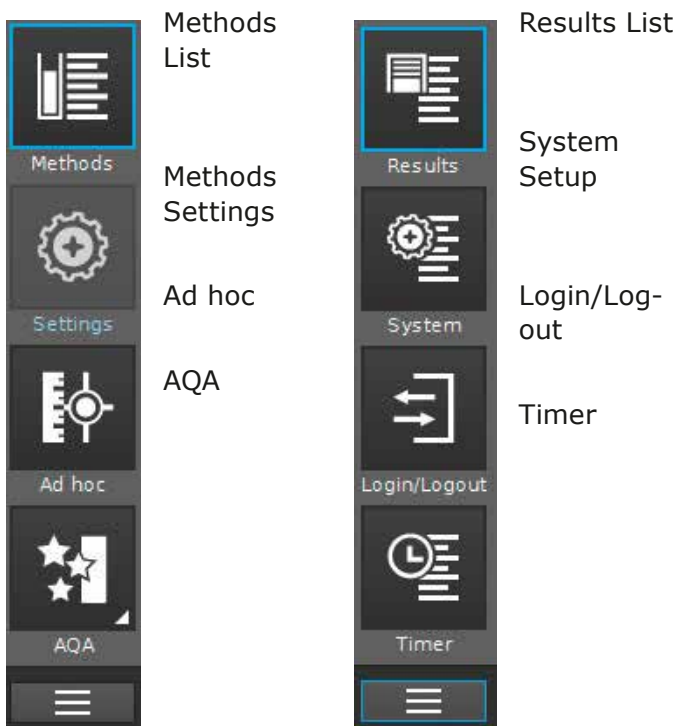 Methods
Settings
Ad hoc
AQA
Methods
List
Methods
Settings
Ad hoc
AQA
Results
System
Login/Logout
Timer
Results List
System
Setup
Login/Log-
out
Timer